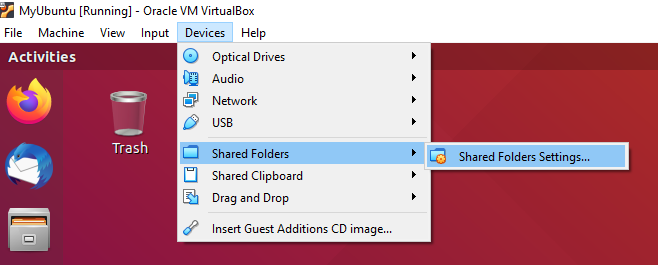 MyUbuntu [Running] - Oracle VM VirtualBox
File Machine View Input Devices Help
Activities
Optical Drives
Audio
Network
USB
Trash
Shared Folders
Shared Folders Settings...
Shared Clipboard
Drag and Drop
Insert Guest Additions CD image...